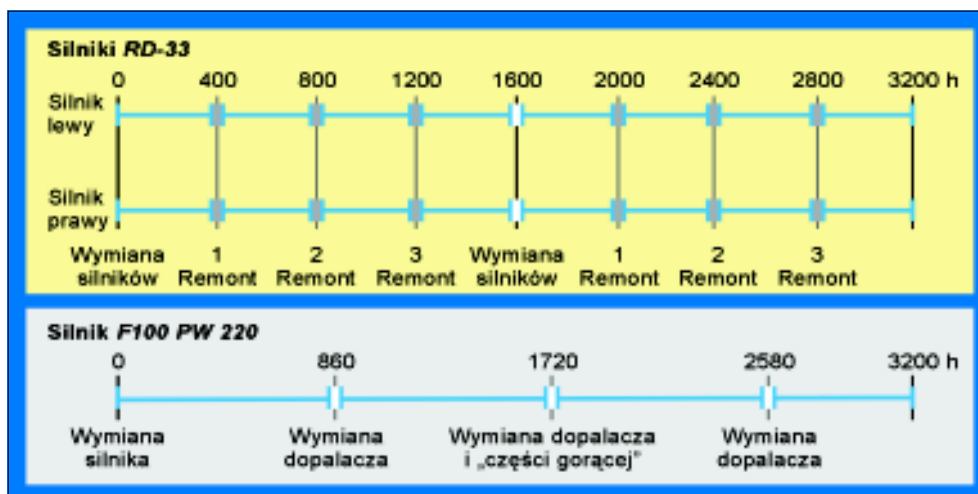 Silniki RD-33
0 400 800 1200 1600 2000 2400 2800 3200 h
Silnik
lewy
Silnik
prawy
Wymiana 1 2 3 Wymiana 1 2 3
silników Remont Remont Remont silników Remont Remont Remont
Silnik F100 PW 220
0 860 1720 2580 3200 h
Wymiana Wymiana Wymiana dopalacza Wymiana
silnika dopalacza i „części gorącej” dopalacza